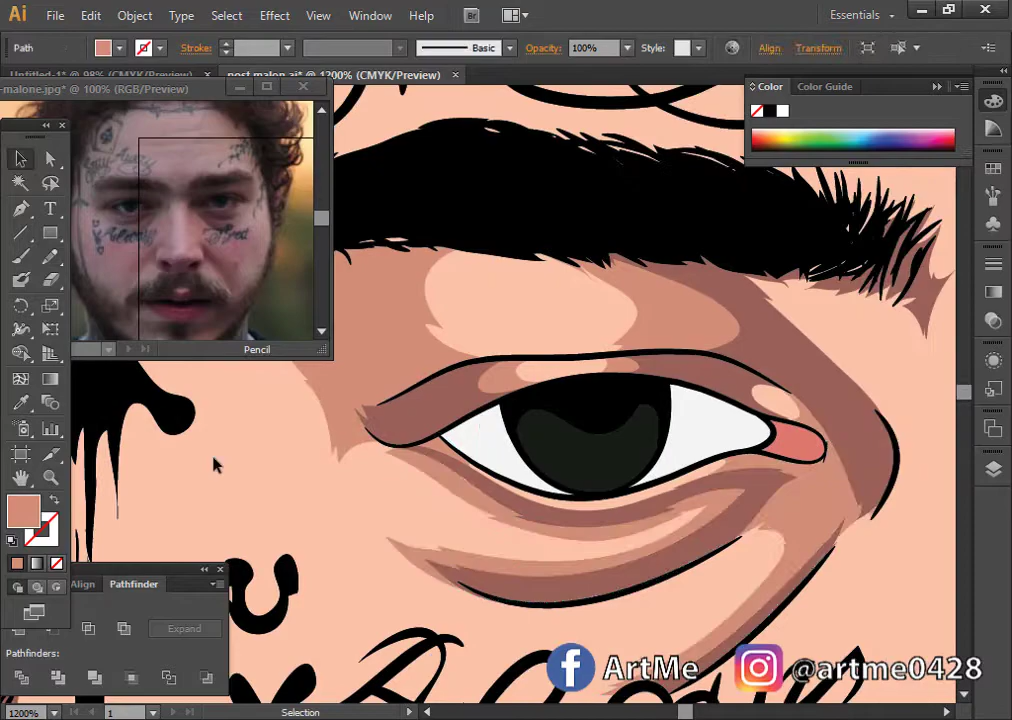 Ai File Edit Object Type Select Effect View Window Help Br Essentials
Path Stroke: Basic Opacity: 100% Style: Align Transform
Untitled-1* @ 98% (CMYK/Preview) post malon.ai* @ 1200% (CMYK/Preview)
-malone.jpg* @ 100% (RGB/Preview)
Color Color Guide
Pencil
Align Pathfinder
Expand
Pathfinders:
ArtMe @artme0428
1200% 1 Selection